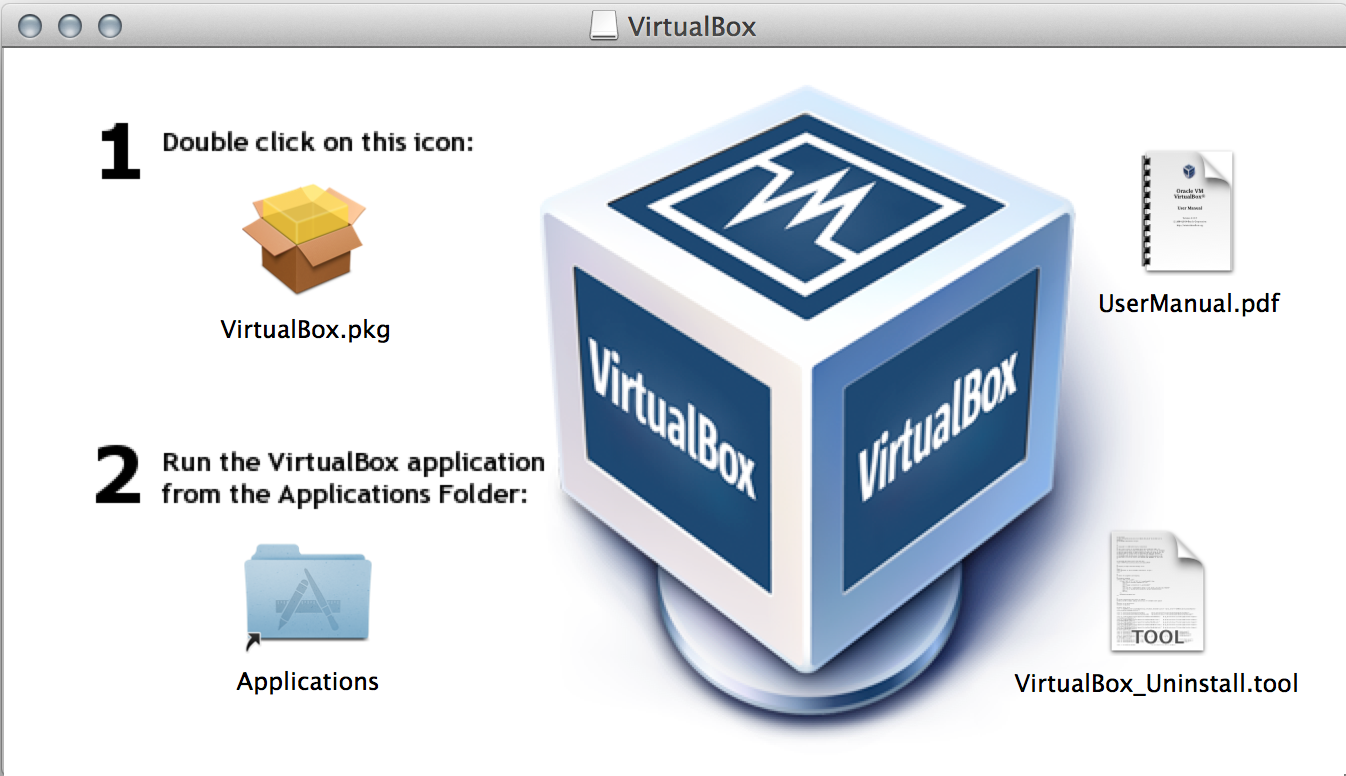 VirtualBox
1 Double click on this icon:
VirtualBox.pkg
2 Run the VirtualBox application
from the Applications Folder:
Applications
VirtualBox
VirtualBox
Oracle VM
VirtualBox®
User Manual
UserManual.pdf
TOOL
VirtualBox_Uninstall.tool